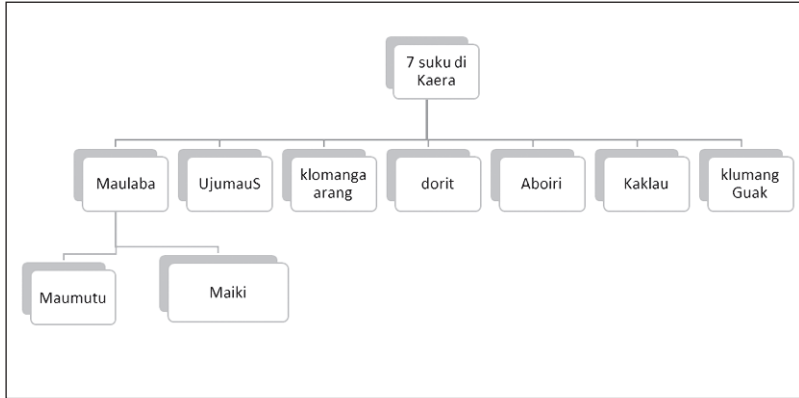 7 suku di
Kaera
Maulaba
UjumauS
klomanga
arang
dorit
Aboiri
Kaklau
klumang
Guak
Maumutu
Maiki